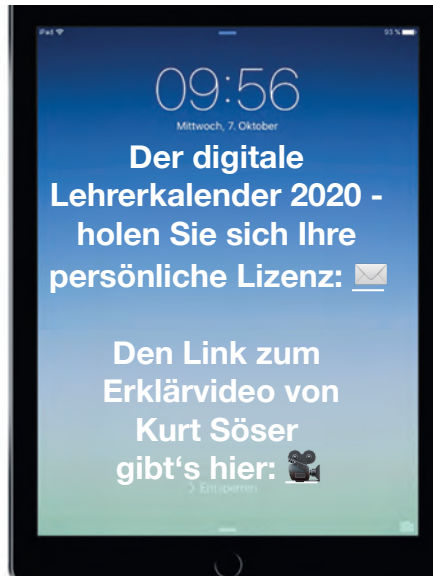 iPad 93 %
09:56
Mittwoch, 7. Oktober
Der digitale
Lehrerkalender 2020 -
holen Sie sich Ihre
persönliche Lizenz:
Den Link zum
Erklärvideo von
Kurt Söser
gibt‘s hier:
> Entsperren